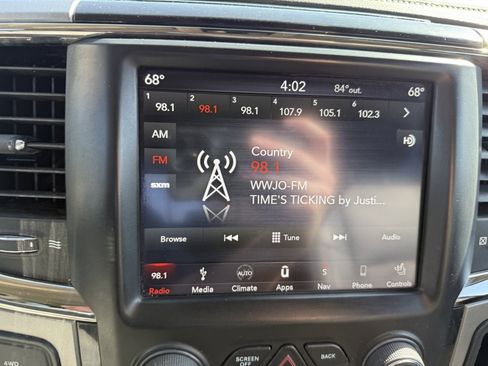 68° 4:02 84°out. 68°
1 2 3 4 5 6
98.1 98.1 98.1 107.9 105.1 102.3
AM
FM
sxm
HD
Country
98.1
WWJO-FM
TIME'S TICKING by Justi...
Browse Tune Audio
98.1 AUTO ü S
Radio Media Climate Apps Nav Phone Controls
4WD SCREEN OFF BACK